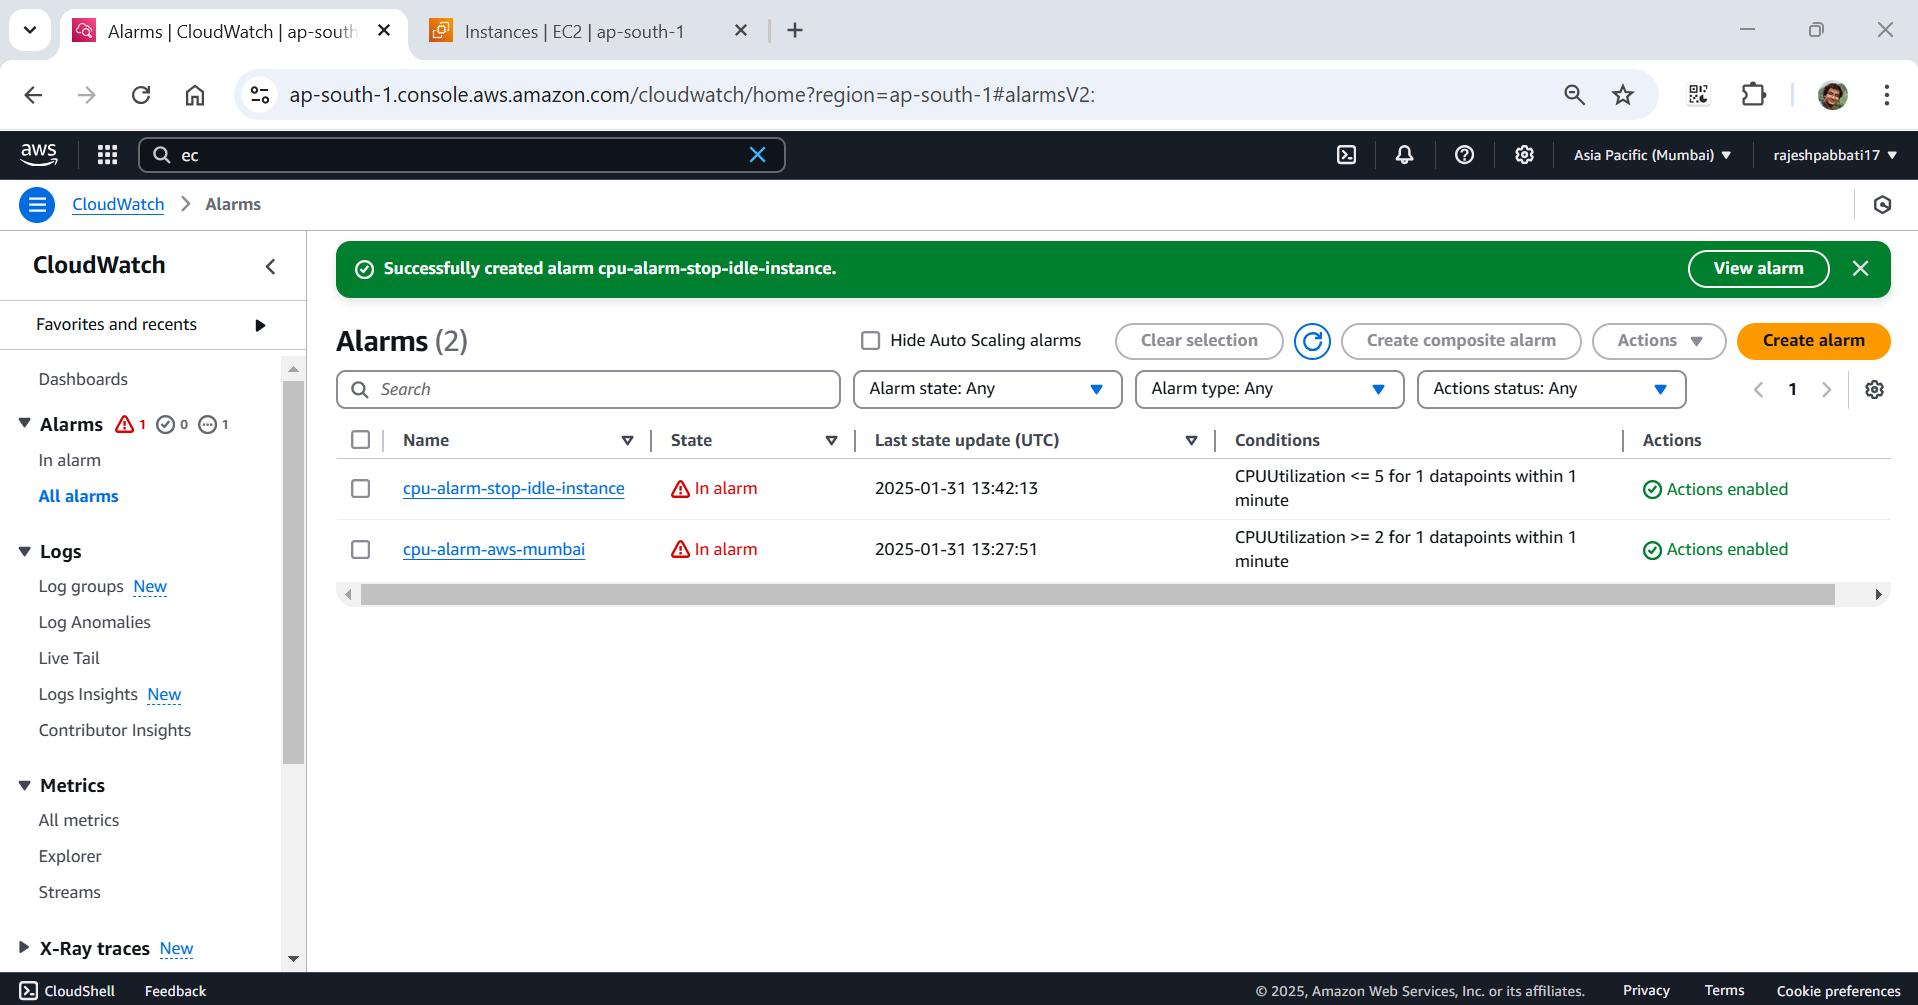 Alarms | CloudWatch | ap-south
Instances | EC2 | ap-south-1
ap-south-1.console.aws.amazon.com/cloudwatch/home?region=ap-south-1#alarmsV2:
aws
ec
Asia Pacific (Mumbai)
rajeshpabbati17
CloudWatch > Alarms
CloudWatch
Favorites and recents
Dashboards
Alarms 1 0 1
In alarm
All alarms
Logs
Log groups New
Log Anomalies
Live Tail
Logs Insights New
Contributor Insights
Metrics
All metrics
Explorer
Streams
X-Ray traces New
Successfully created alarm cpu-alarm-stop-idle-instance.
View alarm
Alarms (2)
Hide Auto Scaling alarms
Clear selection
Create composite alarm
Actions
Create alarm
Search
Alarm state: Any
Alarm type: Any
Actions status: Any
1
Name State Last state update (UTC) Conditions Actions
cpu-alarm-stop-idle-instance In alarm 2025-01-31 13:42:13 CPUUtilization <= 5 for 1 datapoints within 1
minute
Actions enabled
cpu-alarm-aws-mumbai In alarm 2025-01-31 13:27:51 CPUUtilization >= 2 for 1 datapoints within 1
minute
Actions enabled
CloudShell Feedback
© 2025, Amazon Web Services, Inc. or its affiliates. Privacy Terms Cookie preferences